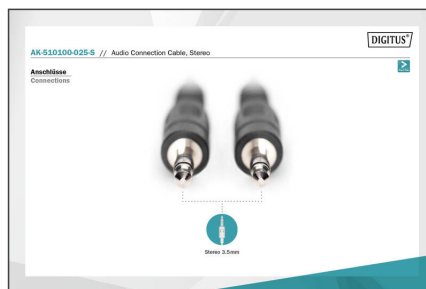 DIGITUS®
AK-510100-025-S // Audio Connection Cable, Stereo
Anschlüsse
Connections
Stereo 3.5mm